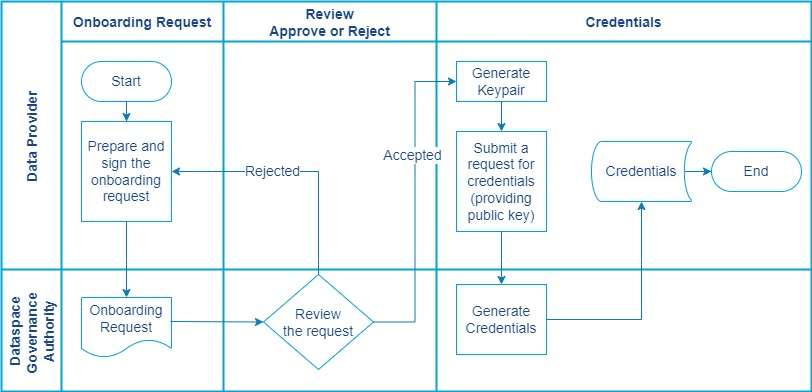 Onboarding Request
Review
Approve or Reject
Credentials
Data Provider
Start
Prepare and
sign the
onboarding
request
Rejected
Accepted
Generate
Keypair
Submit a
request for
credentials
(providing
public key)
Credentials
End
Dataspace
Governance
Authority
Onboarding
Request
Review
the request
Generate
Credentials